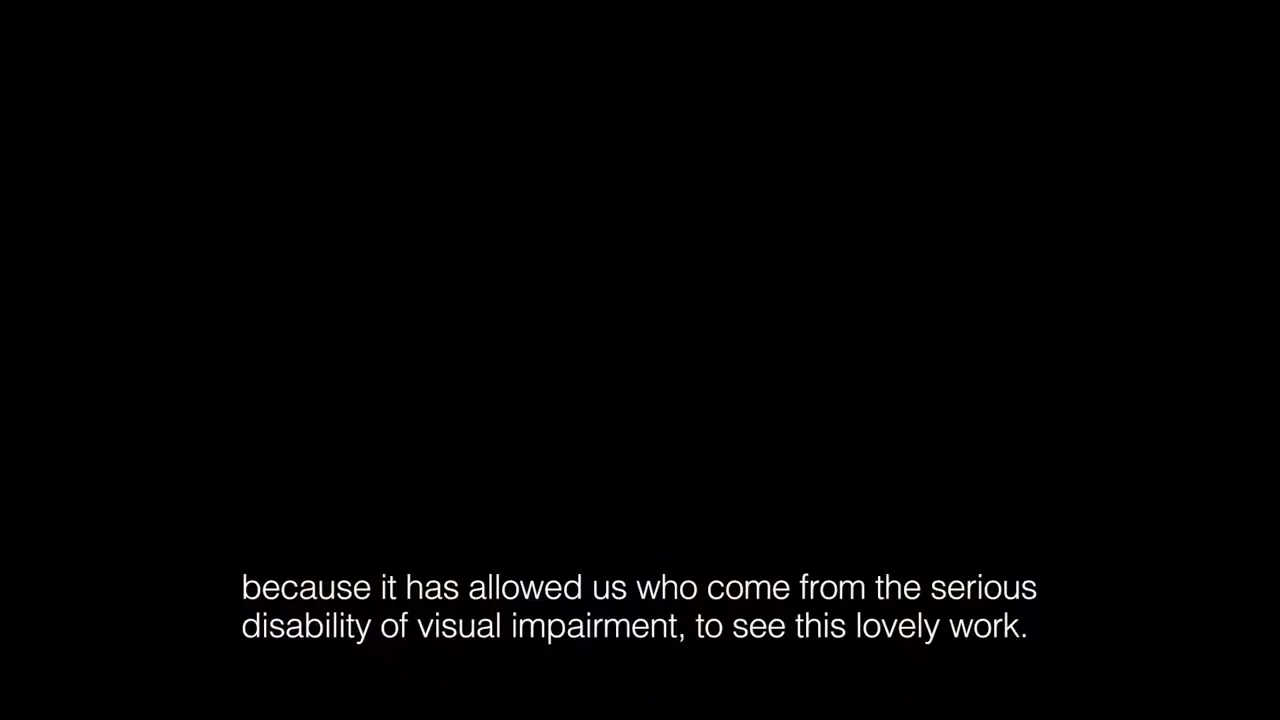 because it has allowed us who come from the serious
disability of visual impairment, to see this lovely work.